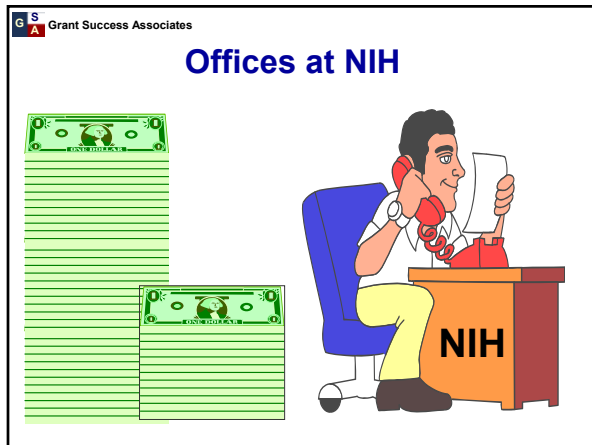 G S A Grant Success Associates
Offices at NIH
ONE DOLLAR
ONE DOLLAR
NIH